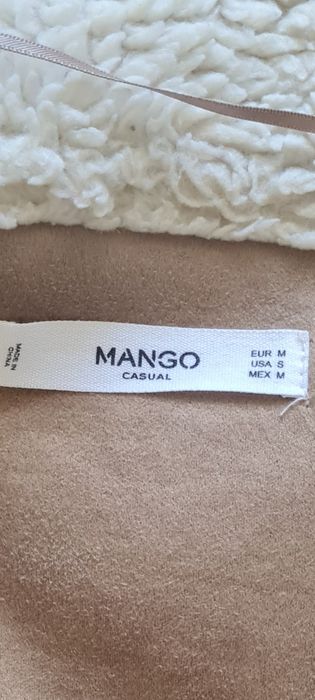 MADE IN
CHINA
MANGO
CASUAL
EUR M
USA S
MEX M